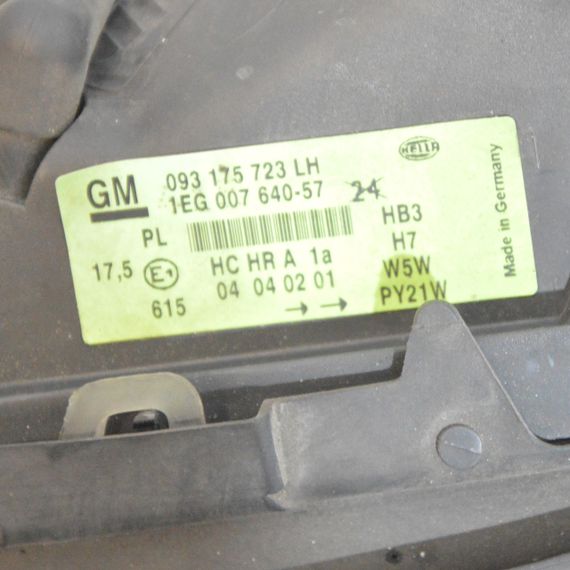 HELLA
GM 093 175 723 LH
1EG 007 640-57 24
PL
HB3
H7
17,5 E1 HC HR A 1a W5W
615 04 04 02 01 PY21W
→ →
Made in Germany